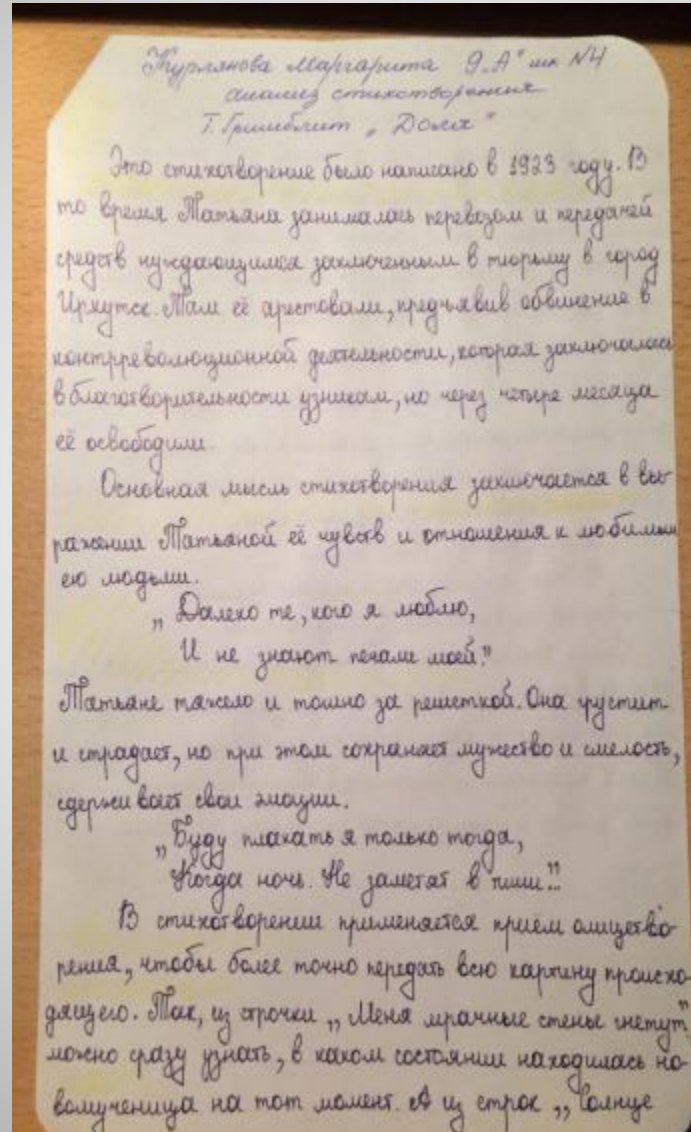 Курлянова Маргарита 9„А" шк №4
анализ стихотворения
Т. Гримблит „Доля"
Это стихотворение было написано в 1923 году. В
то время Татьяна занималась перевозом и передачей
средств нуждающимся заключенным в тюрьму в город
Иркутск. Там её арестовали, предъявив обвинение в
контрреволюционной деятельности, которая заключалась
в благотворительности узникам, но через четыре месяца
её освободили.
Основная мысль стихотворения заключается в вы-
ражении Татьяной её чувств и отношения к любимым
ею людьми.
„Далеко те, кого я люблю,
И не знают печали моей."
Татьяне тяжело и тошно за решеткой. Она грустит
и страдает, но при этом сохраняет мужество и смелость,
сдерживает свои эмоции.
„Буду плакать я только тогда,
Когда ночь. Не заметят в тиши..."
В стихотворении применяется приём олицетво-
рения, чтобы более точно передать всю картину происхо-
дящего. Так, из строчки „Меня мрачные стены гнетут"
можно сразу узнать, в каком состоянии находилась но-
вомученица на тот момент. А из строк „Солнце